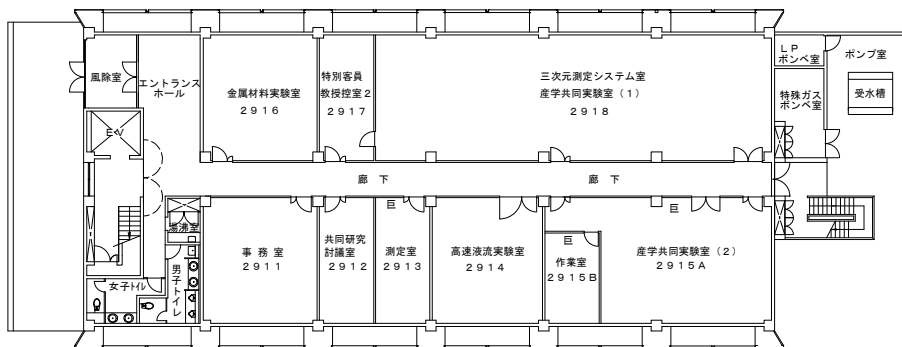 風除室
エントランス
ホール
EV
金属材料実験室
2916
特別客員
教授控室2
2917
三次元測定システム室
産学共同実験室（1）
2918
LP
ボンベ室
ポンプ室
特殊ガス
ボンベ室
受水槽
廊 下
廊 下
湯沸室
女子トイレ
男子トイレ
事 務 室
2911
共同研究
討議室
2912
測定室
2913
高速液流実験室
2914
作業室
2915B
産学共同実験室（2）
2915A